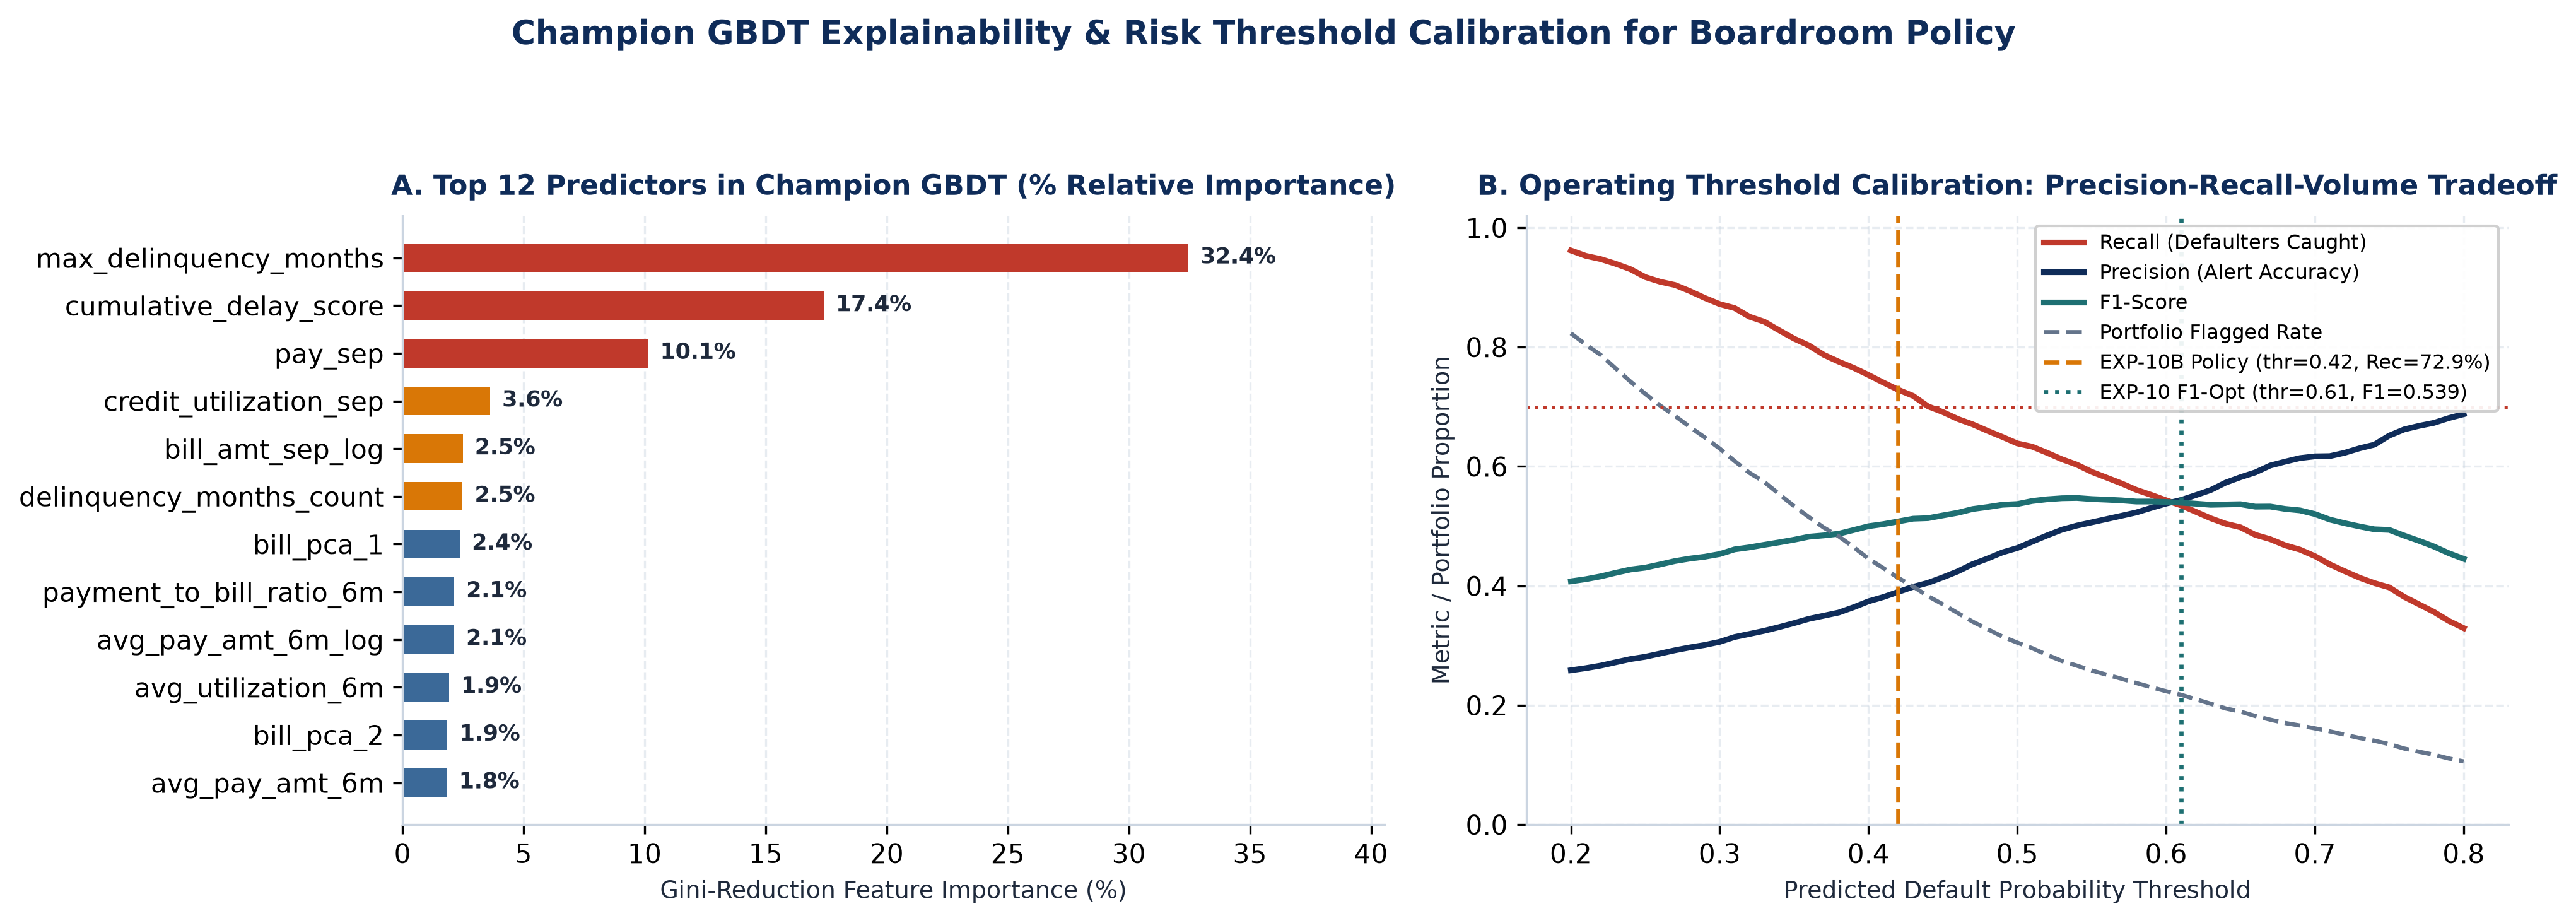 Champion GBDT Explainability & Risk Threshold Calibration for Boardroom Policy
A. Top 12 Predictors in Champion GBDT (% Relative Importance)
max_delinquency_months
32.4%
cumulative_delay_score
17.4%
pay_sep
10.1%
credit_utilization_sep
3.6%
bill_amt_sep_log
2.5%
delinquency_months_count
2.5%
bill_pca_1
2.4%
payment_to_bill_ratio_6m
2.1%
avg_pay_amt_6m_log
2.1%
avg_utilization_6m
1.9%
bill_pca_2
1.9%
avg_pay_amt_6m
1.8%
0 5 10 15 20 25 30 35 40
Gini-Reduction Feature Importance (%)
B. Operating Threshold Calibration: Precision-Recall-Volume Tradeoff
Metric / Portfolio Proportion
1.0
0.8
0.6
0.4
0.2
0.0
Recall (Defaulters Caught)
Precision (Alert Accuracy)
F1-Score
Portfolio Flagged Rate
EXP-10B Policy (thr=0.42, Rec=72.9%)
EXP-10 F1-Opt (thr=0.61, F1=0.539)
0.2 0.3 0.4 0.5 0.6 0.7 0.8
Predicted Default Probability Threshold